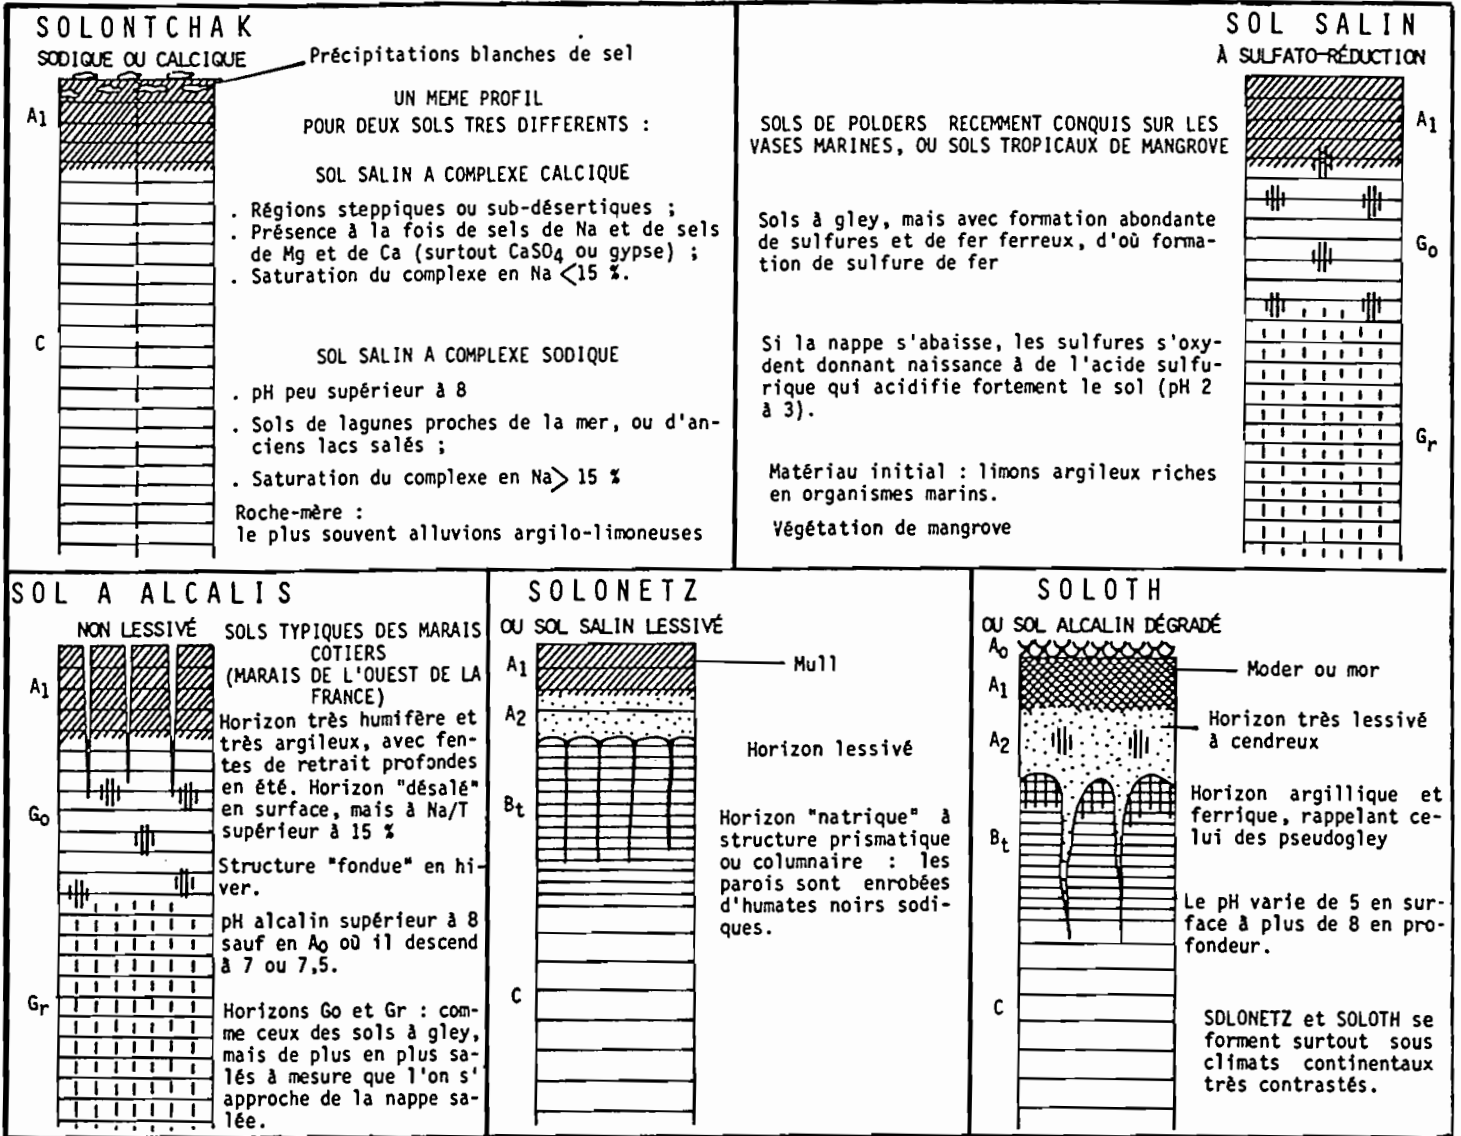 SOLONTCHAK
SODIQUE OU CALCIQUE
Précipitations blanches de sel
A1
C
UN MEME PROFIL
POUR DEUX SOLS TRES DIFFERENTS :
SOL SALIN A COMPLEXE CALCIQUE
. Régions steppiques ou sub-désertiques ;
. Présence à la fois de sels de Na et de sels
de Mg et de Ca (surtout CaSO4 ou gypse) ;
. Saturation du complexe en Na <15 %.
SOL SALIN A COMPLEXE SODIQUE
. pH peu supérieur à 8
. Sols de lagunes proches de la mer, ou d'an-
ciens lacs salés ;
. Saturation du complexe en Na> 15 %
Roche-mère :
le plus souvent alluvions argilo-limoneuses
SOL SALIN
À SULFATO-RÉDUCTION
SOLS DE POLDERS RECEMMENT CONQUIS SUR LES
VASES MARINES, OU SOLS TROPICAUX DE MANGROVE
Sols à gley, mais avec formation abondante
de sulfures et de fer ferreux, d'où forma-
tion de sulfure de fer
Si la nappe s'abaisse, les sulfures s'oxy-
dent donnant naissance à de l'acide sulfu-
rique qui acidifie fortement le sol (pH 2
à 3).
Matériau initial : limons argileux riches
en organismes marins.
Végétation de mangrove
A1
Go
Gr
SOL A ALCALIS
NON LESSIVÉ
A1
Go
Gr
SOLS TYPIQUES DES MARAIS
COTIERS
(MARAIS DE L'OUEST DE LA
FRANCE)
Horizon très humifère et
très argileux, avec fen-
tes de retrait profondes
en été. Horizon "désalé"
en surface, mais à Na/T
supérieur à 15 %
Structure "fondue" en hi-
ver.
pH alcalin supérieur à 8
sauf en Ao où il descend
à 7 ou 7,5.
Horizons Go et Gr : com-
me ceux des sols à gley,
mais de plus en plus sa-
lés à mesure que l'on s'
approche de la nappe sa-
lée.
SOLONETZ
OU SOL SALIN LESSIVÉ
A1
A2
Bt
C
Mull
Horizon lessivé
Horizon "natrique" à
structure prismatique
ou columnaire : les
parois sont enrobées
d'humates noirs sodi-
ques.
SOLOTH
OU SOL ALCALIN DÉGRADÉ
Ao
A1
A2
Bt
C
Moder ou mor
Horizon très lessivé
à cendreux
Horizon argillique et
ferrique, rappelant ce-
lui des pseudogley
Le pH varie de 5 en sur-
face à plus de 8 en pro-
fondeur.
SOLONETZ et SOLOTH se
forment surtout sous
climats continentaux
très contrastés.